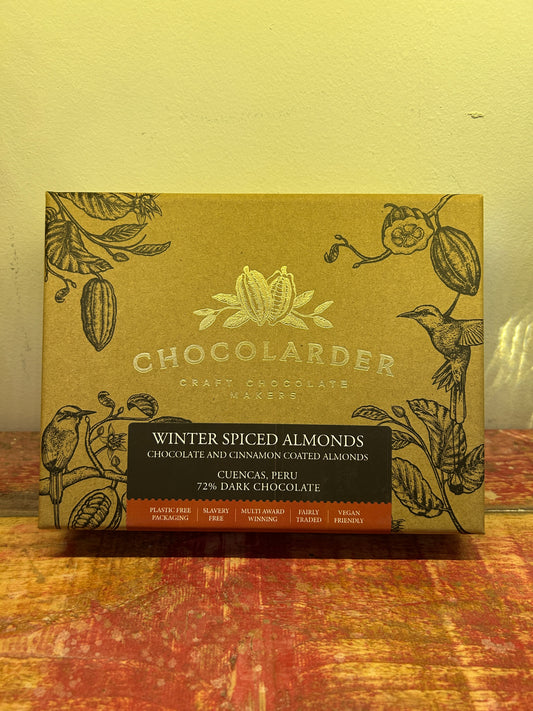 CHOCOLARDER
CRAFT CHOCOLATE
MAKERS
WINTER SPICED ALMONDS
CHOCOLATE AND CINNAMON COATED ALMONDS
CUENCAS, PERU
72% DARK CHOCOLATE
PLASTIC FREE
PACKAGING
SLAVERY
FREE
MULTI AWARD
WINNING
FAIRLY
TRADED
VEGAN
FRIENDLY